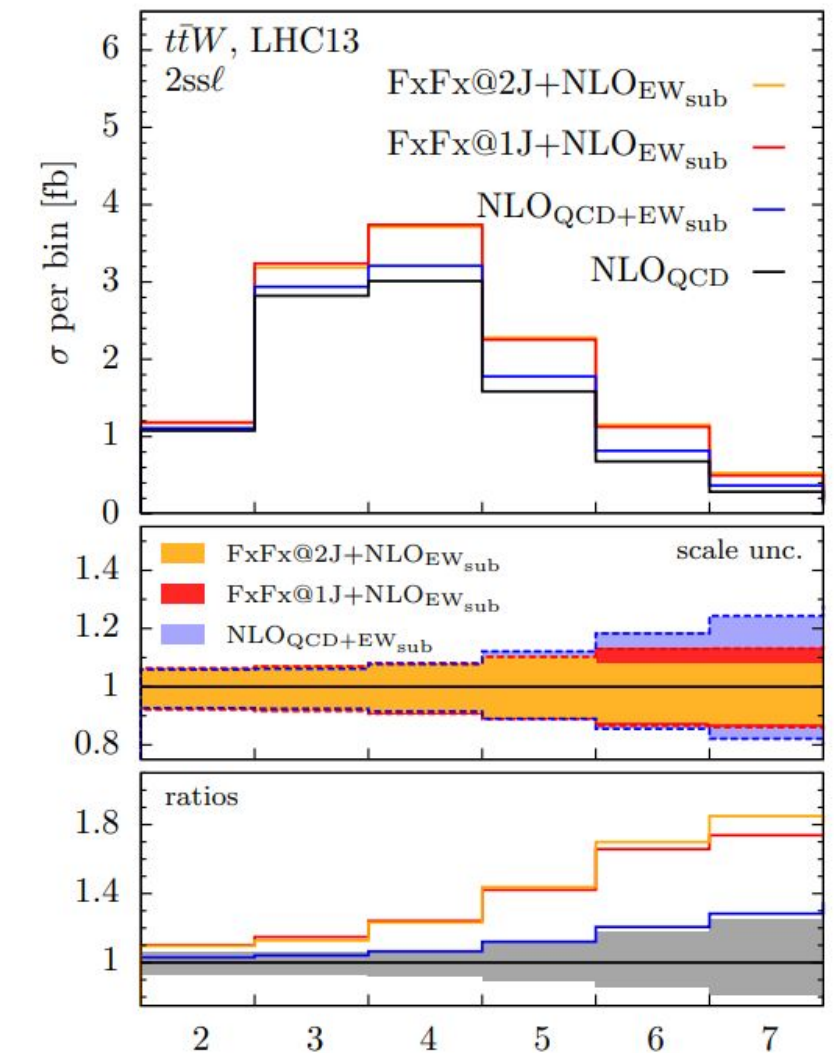 tt̄W, LHC13
2ssℓ
FxFx@2J+NLO_EW_sub
FxFx@1J+NLO_EW_sub
NLO_QCD+EW_sub
NLO_QCD
σ per bin [fb]
6
5
4
3
2
1
0
FxFx@2J+NLO_EW_sub
scale unc.
FxFx@1J+NLO_EW_sub
NLO_QCD+EW_sub
1.4
1.2
1
0.8
ratios
1.8
1.4
1
2 3 4 5 6 7